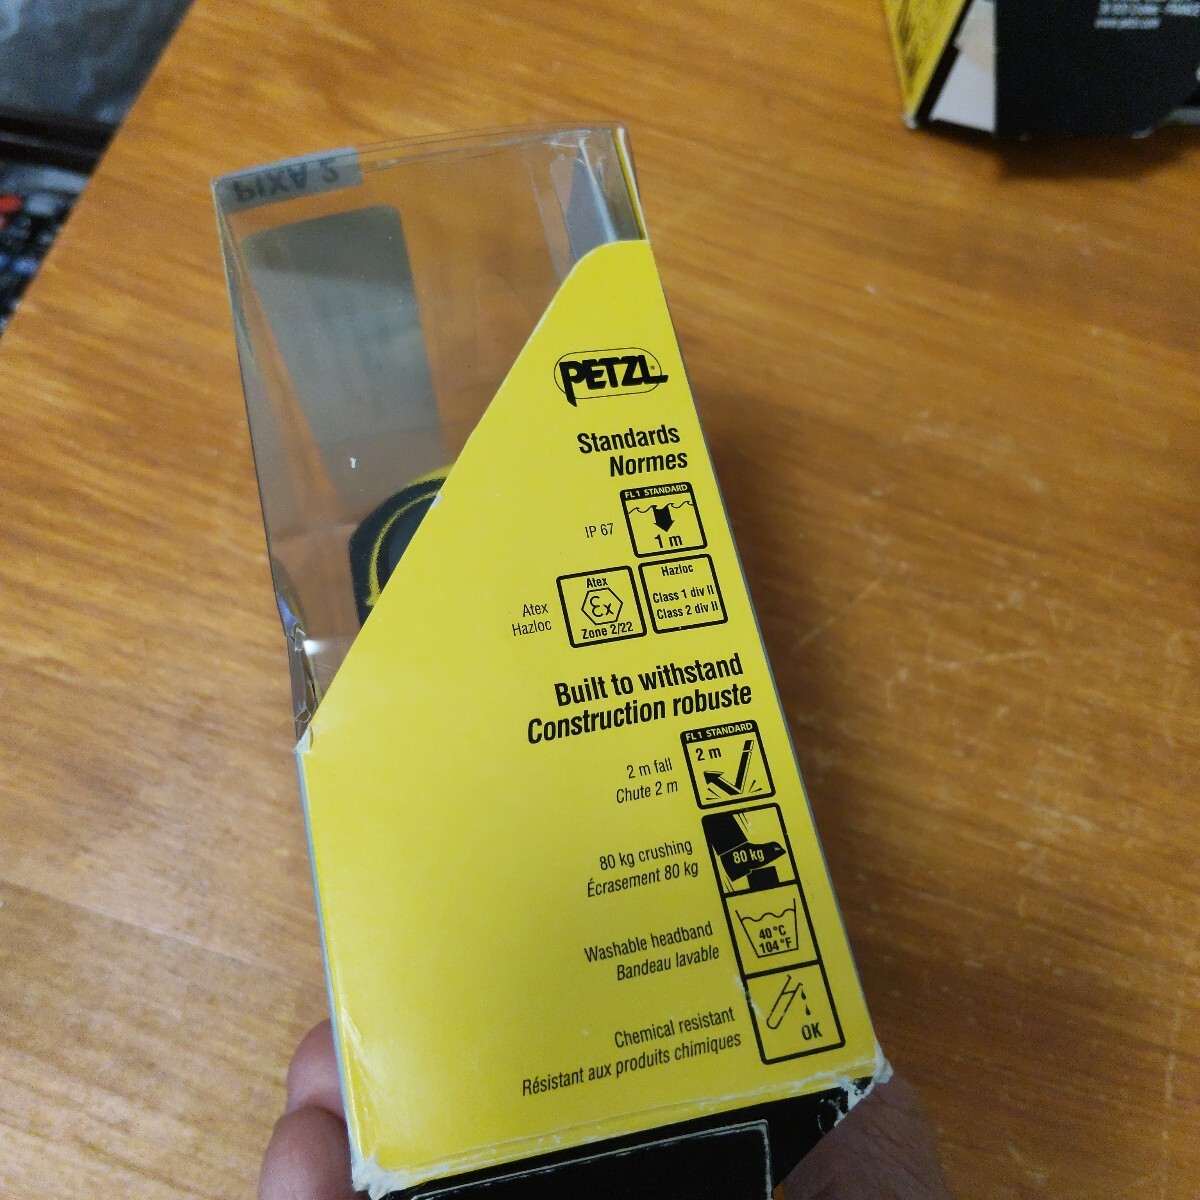 PIXA 2
PETZL
Standards
Normes
FL1 STANDARD
IP 67
1 m
Atex
Hazloc
Atex
Ɛx
Zone 2/22
Hazloc
Class 1 div II
Class 2 div II
Built to withstand
Construction robuste
FL1 STANDARD
2 m
2 m fall
Chute 2 m
80 kg crushing
Écrasement 80 kg
80 kg
Washable headband
Bandeau lavable
40°C
104°F
Chemical resistant
Résistant aux produits chimiques
OK